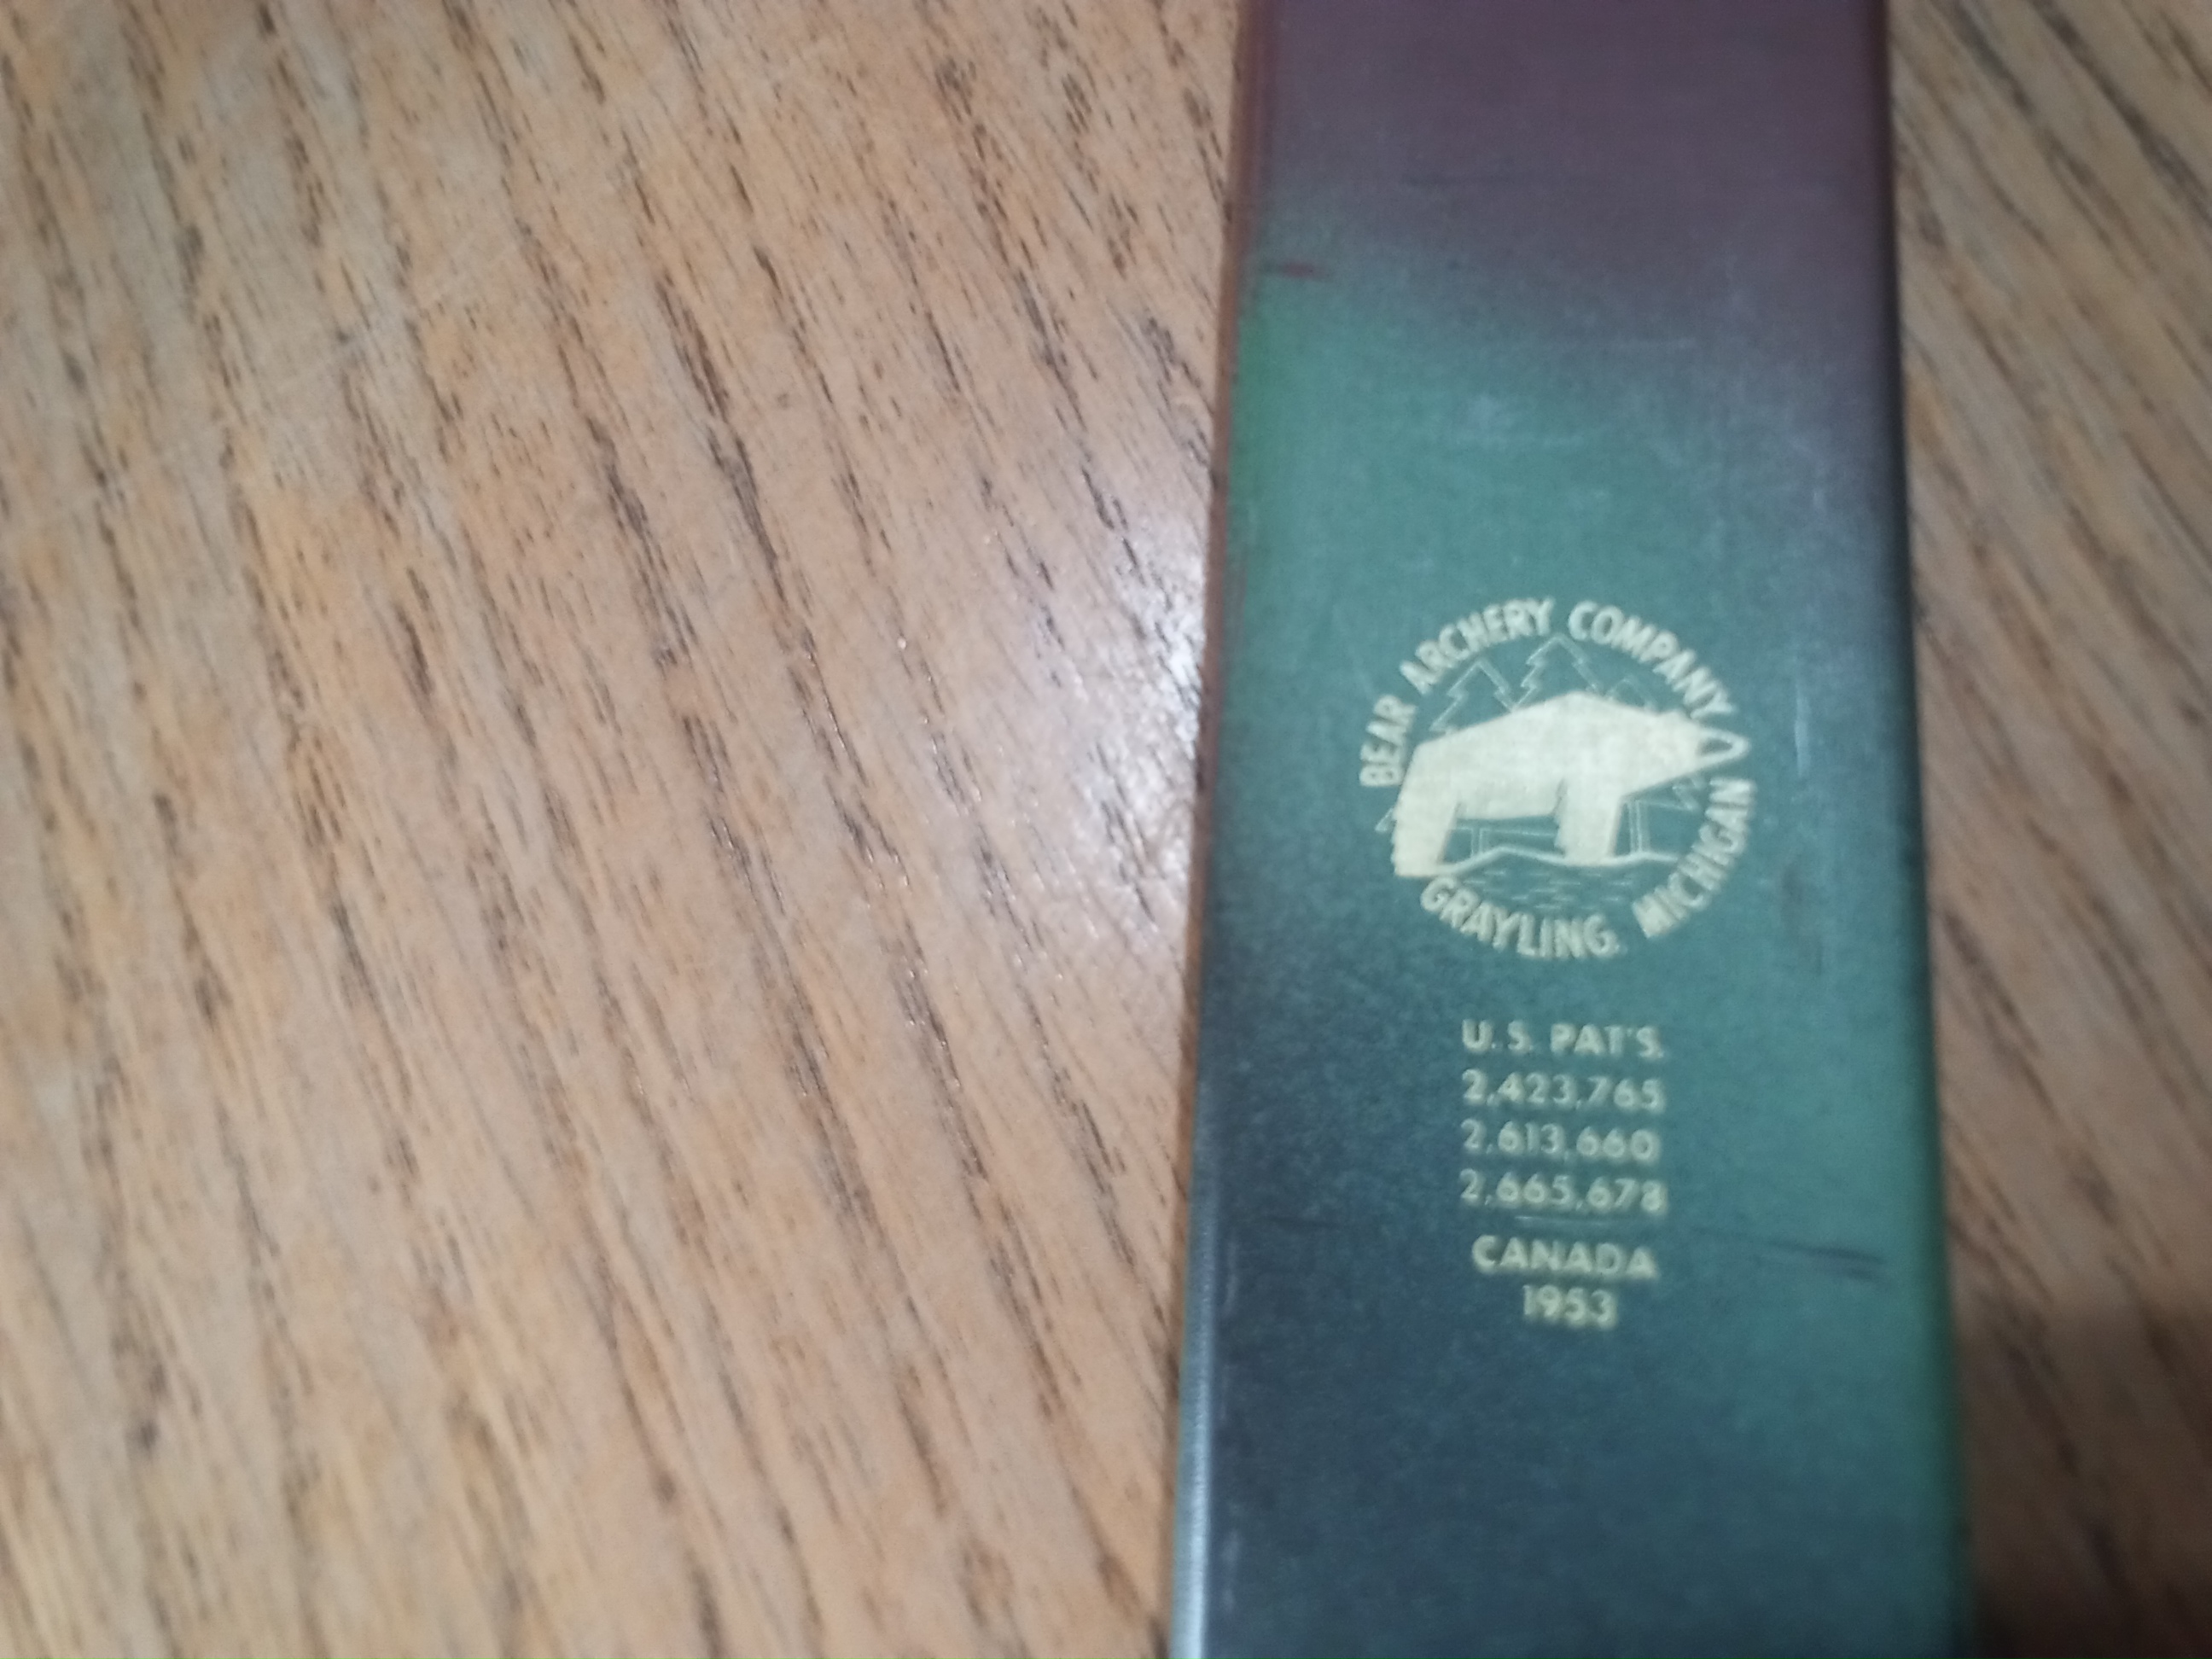 BEAR ARCHERY COMPANY
GRAYLING, MICHIGAN
U.S. PAT'S.
2,423,765
2,613,660
2,665,678
CANADA
1953